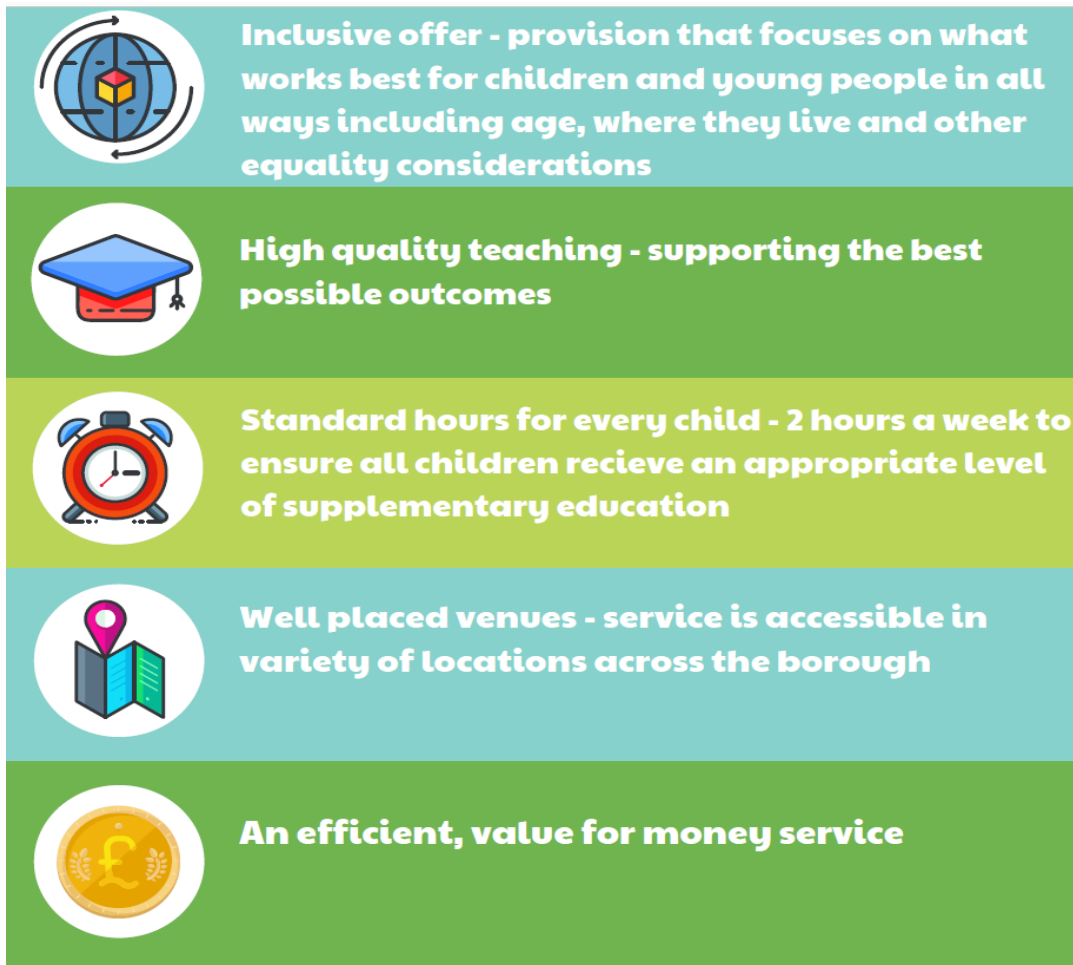 Inclusive offer - provision that focuses on what
works best for children and young people in all
ways including age, where they live and other
equality considerations
High quality teaching - supporting the best
possible outcomes
Standard hours for every child - 2 hours a week to
ensure all children recieve an appropriate level
of supplementary education
Well placed venues - service is accessible in
variety of locations across the borough
£
An efficient, value for money service